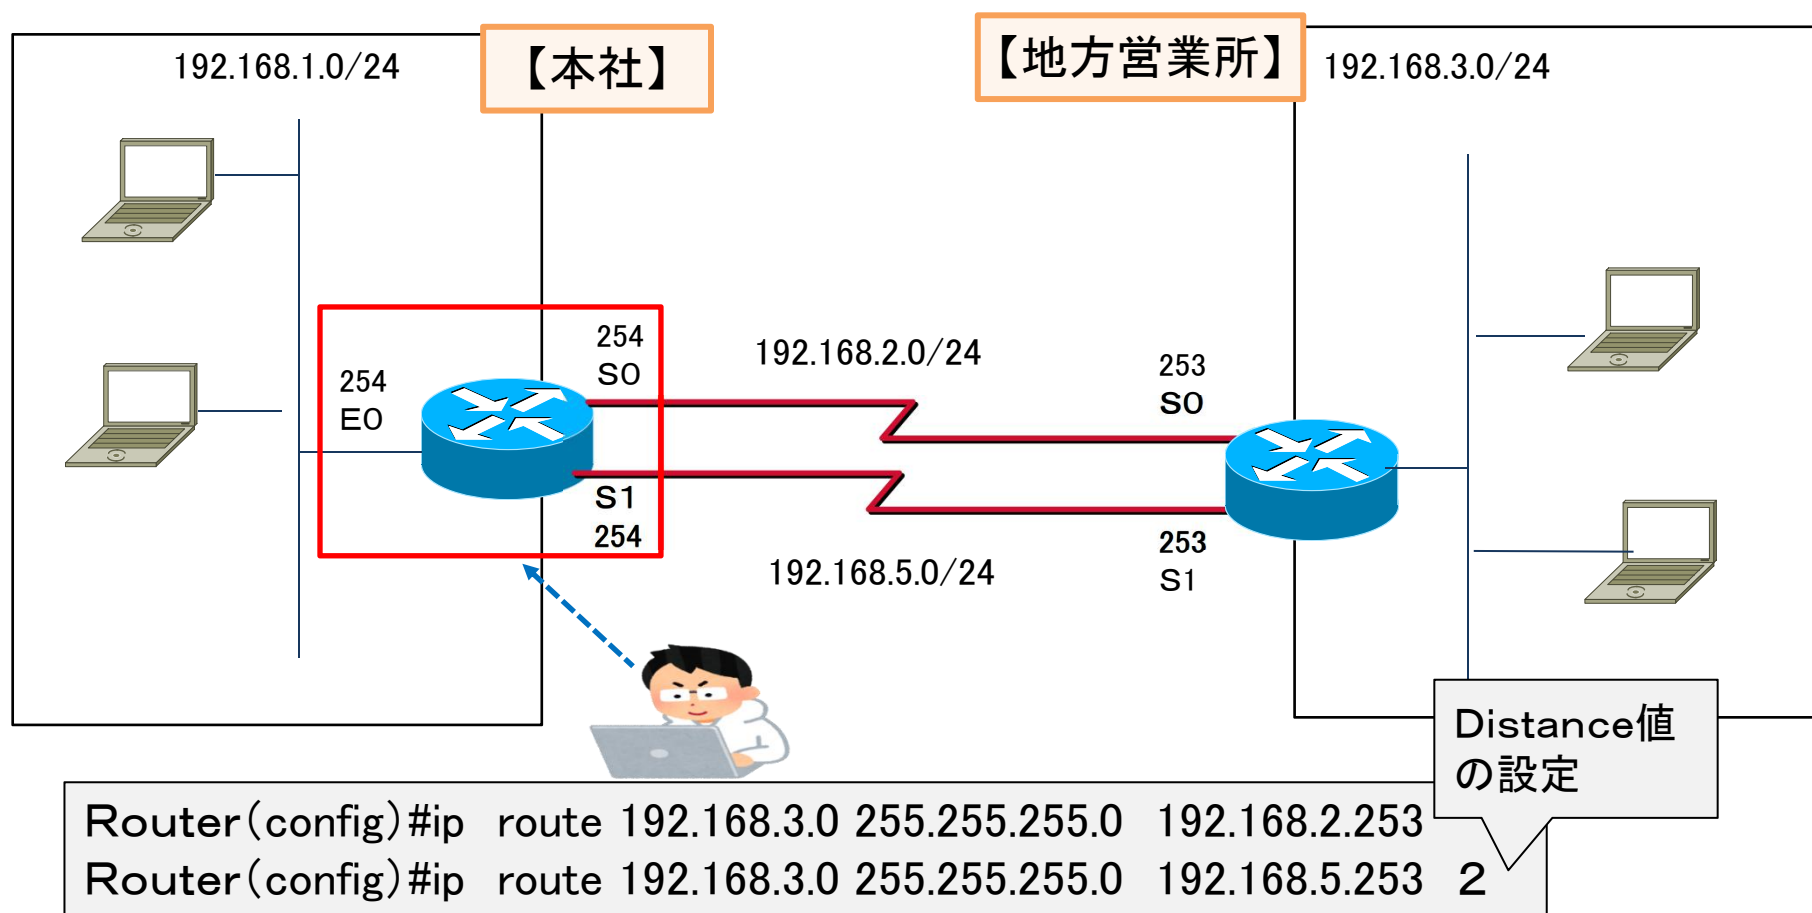 192.168.1.0/24
【本社】
【地方営業所】
192.168.3.0/24
254
S0
192.168.2.0/24
253
S0
254
E0
S1
254
192.168.5.0/24
253
S1
Distance値
の設定
Router(config)#ip route 192.168.3.0 255.255.255.0 192.168.2.253
Router(config)#ip route 192.168.3.0 255.255.255.0 192.168.5.253 2